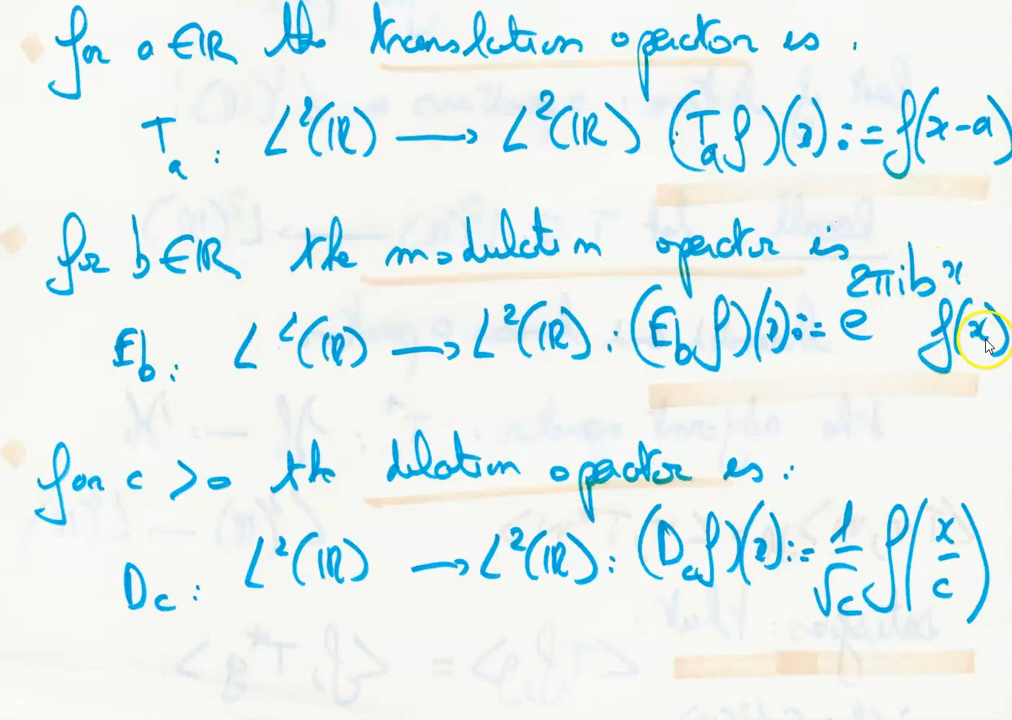 for a ∈ ℝ the translation operator is :
T_a : L²(ℝ) ⟶ L²(ℝ) (T_a f)(x) := f(x-a)
for b ∈ ℝ the modulation operator is
E_b : L²(ℝ) ⟶ L²(ℝ) : (E_b f)(x) := e^{2πibx} f(x)
for c > 0 the dilation operator is :
D_c : L²(ℝ) ⟶ L²(ℝ) : (D_c f)(x) := 1/√c f(x/c)